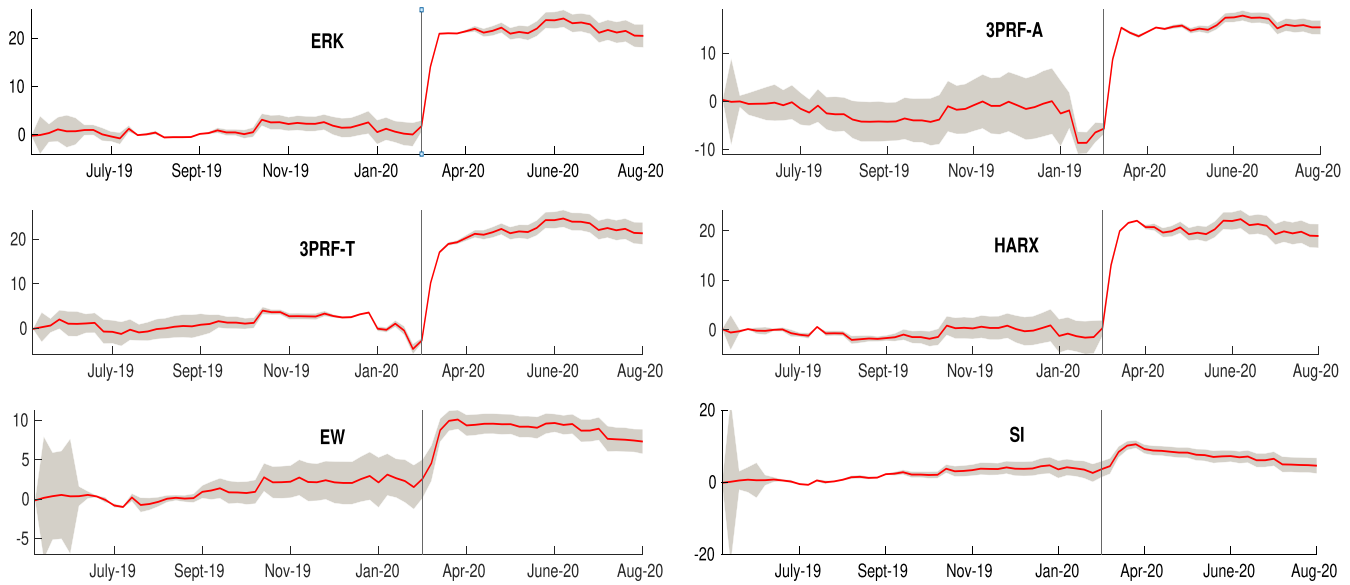 ERK
20
10
0
July-19 Sept-19 Nov-19 Jan-20 Apr-20 June-20 Aug-20
3PRF-A
10
0
-10
July-19 Sept-19 Nov-19 Jan-19 Apr-20 June-20 Aug-20
3PRF-T
20
10
0
July-19 Sept-19 Nov-19 Jan-20 Apr-20 June-20 Aug-20
HARX
20
10
0
July-19 Sept-19 Nov-19 Jan-20 Apr-20 June-20 Aug-20
EW
10
5
0
-5
July-19 Sept-19 Nov-19 Jan-20 Apr-20 June-20 Aug-20
SI
20
0
-20
July-19 Sept-19 Nov-19 Jan-20 Apr-20 June-20 Aug-20